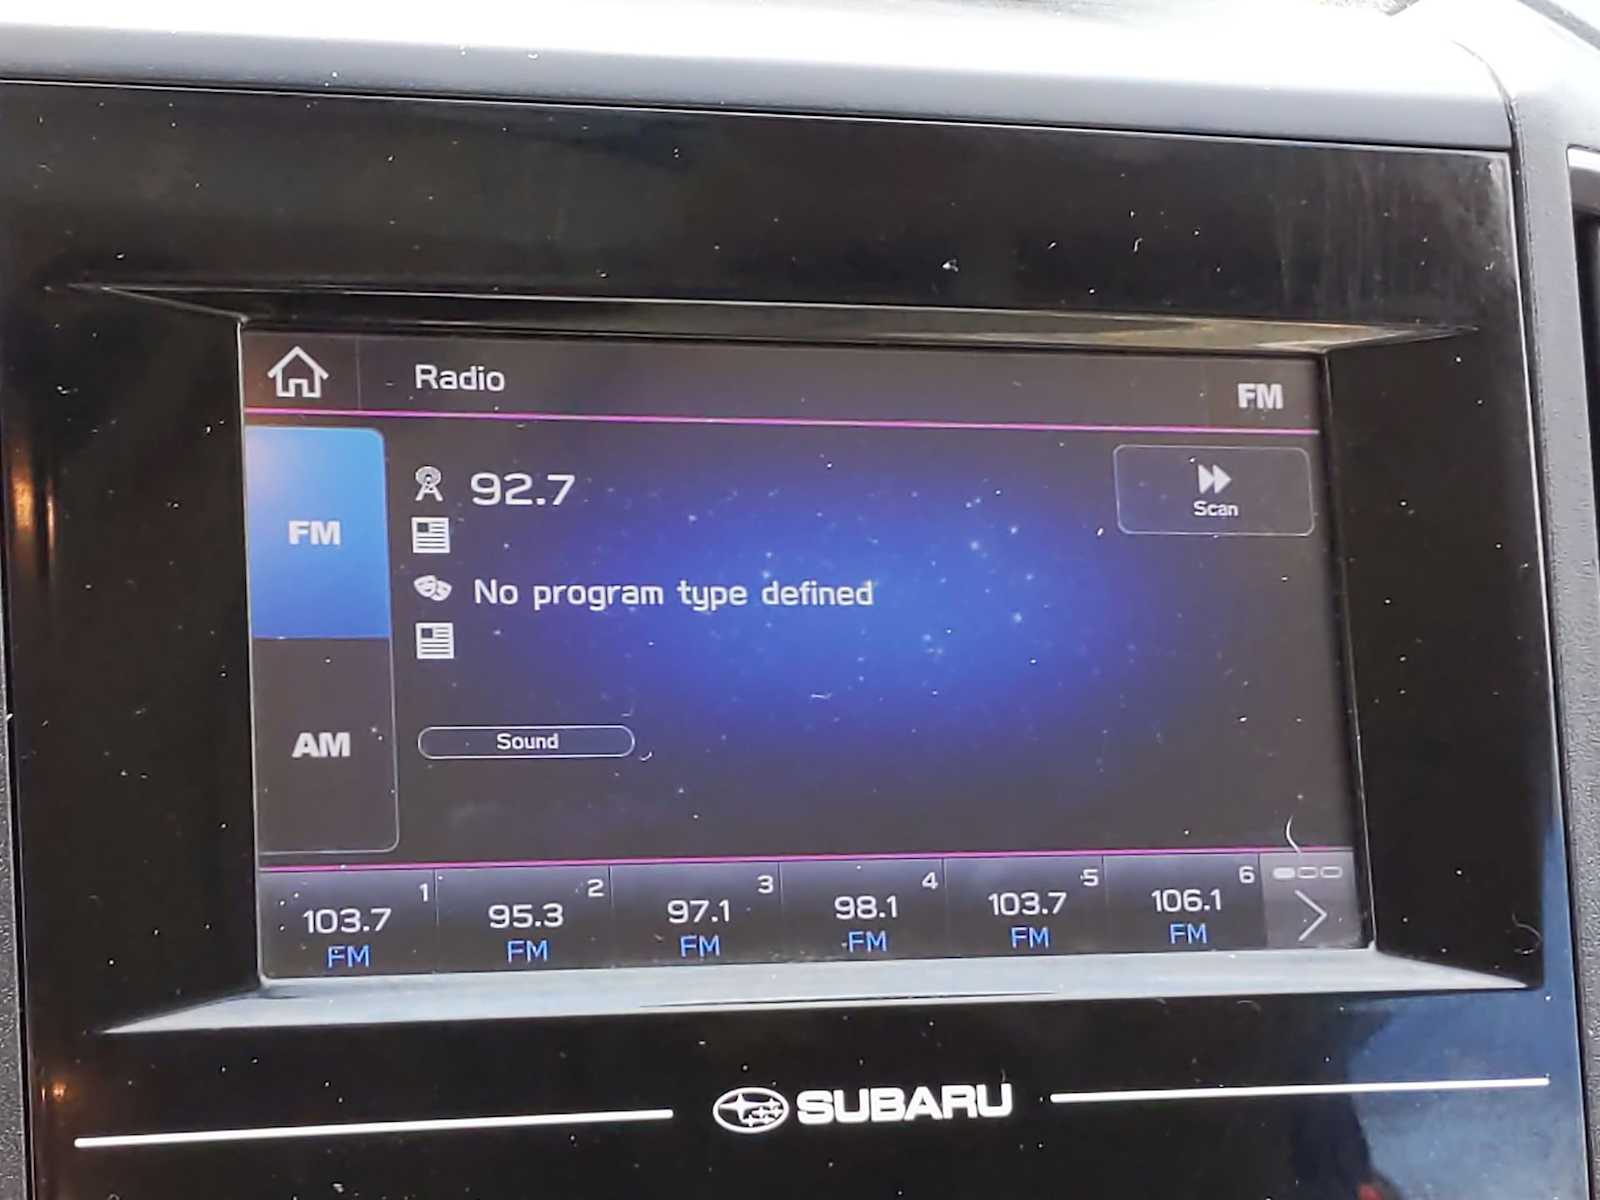 Radio
FM
92.7
Scan
FM
No program type defined
AM
Sound
1 2 3 4 5 6
103.7 95.3 97.1 98.1 103.7 106.1
FM FM FM FM FM FM
SUBARU